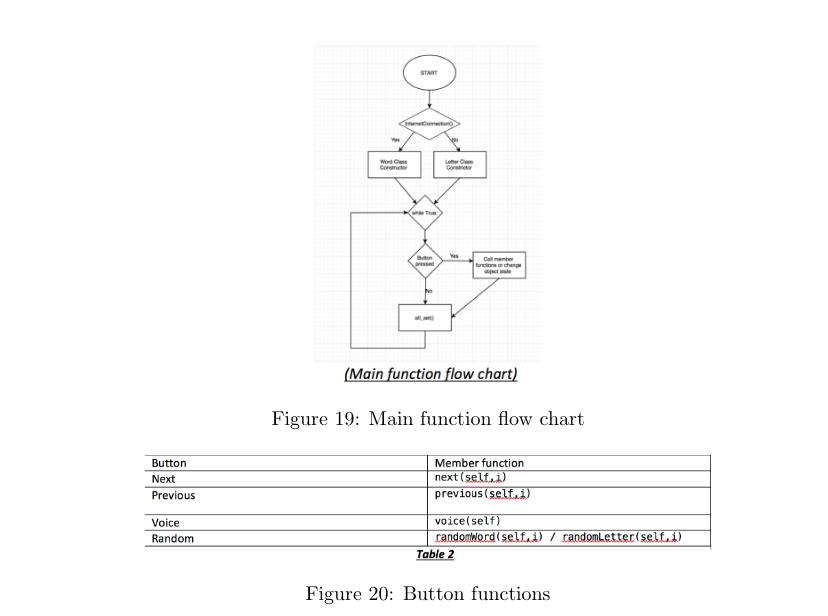 START
InternetConnection()
Yes
No
Word Class
Constructor
Letter Class
Constrictor
while True:
Button
pressed
Yes
Call member
functions or change
object state
No
all_set()
(Main function flow chart)
Figure 19: Main function flow chart
Button Member function
Next next(self,i)
Previous previous(self,i)
Voice voice(self)
Random randomWord(self,i) / randomLetter(self,i)
Table 2
Figure 20: Button functions